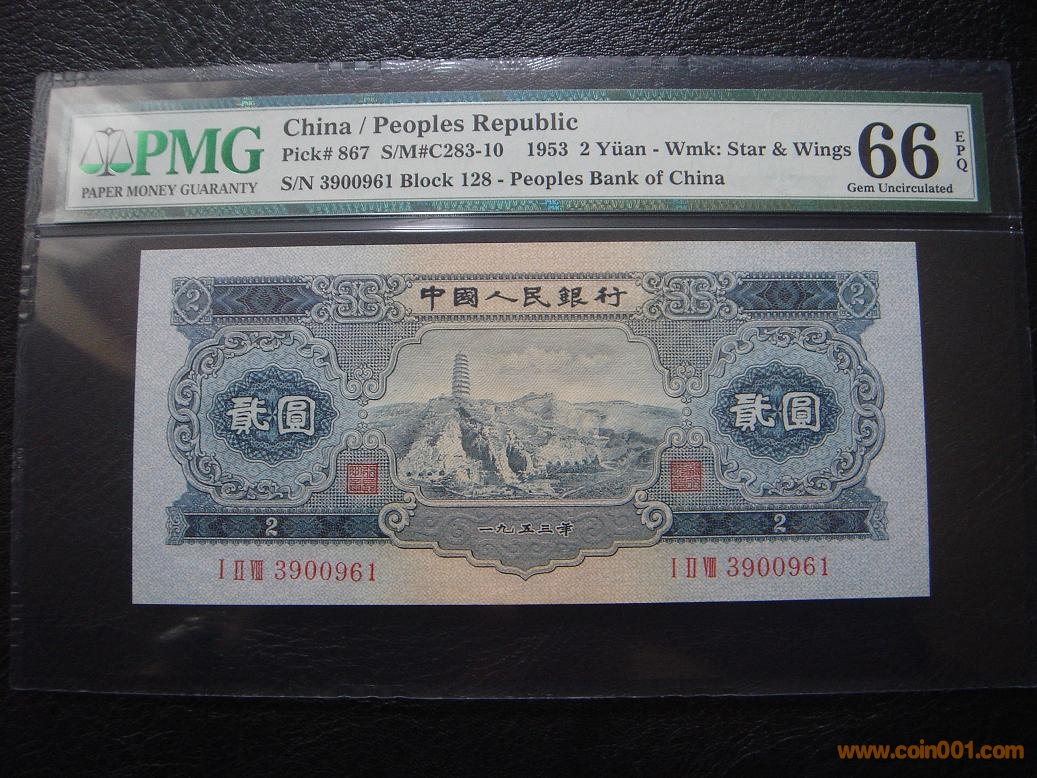 PMG
PAPER MONEY GUARANTY
China / Peoples Republic
Pick# 867 S/M#C283-10 1953 2 Yüan - Wmk: Star & Wings
S/N 3900961 Block 128 - Peoples Bank of China
66 EPQ
Gem Uncirculated
中國人民銀行
2 2
貳圓 貳圓
一九五三年
2 2
I II VIII 3900961 I II VIII 3900961
www.coin001.com